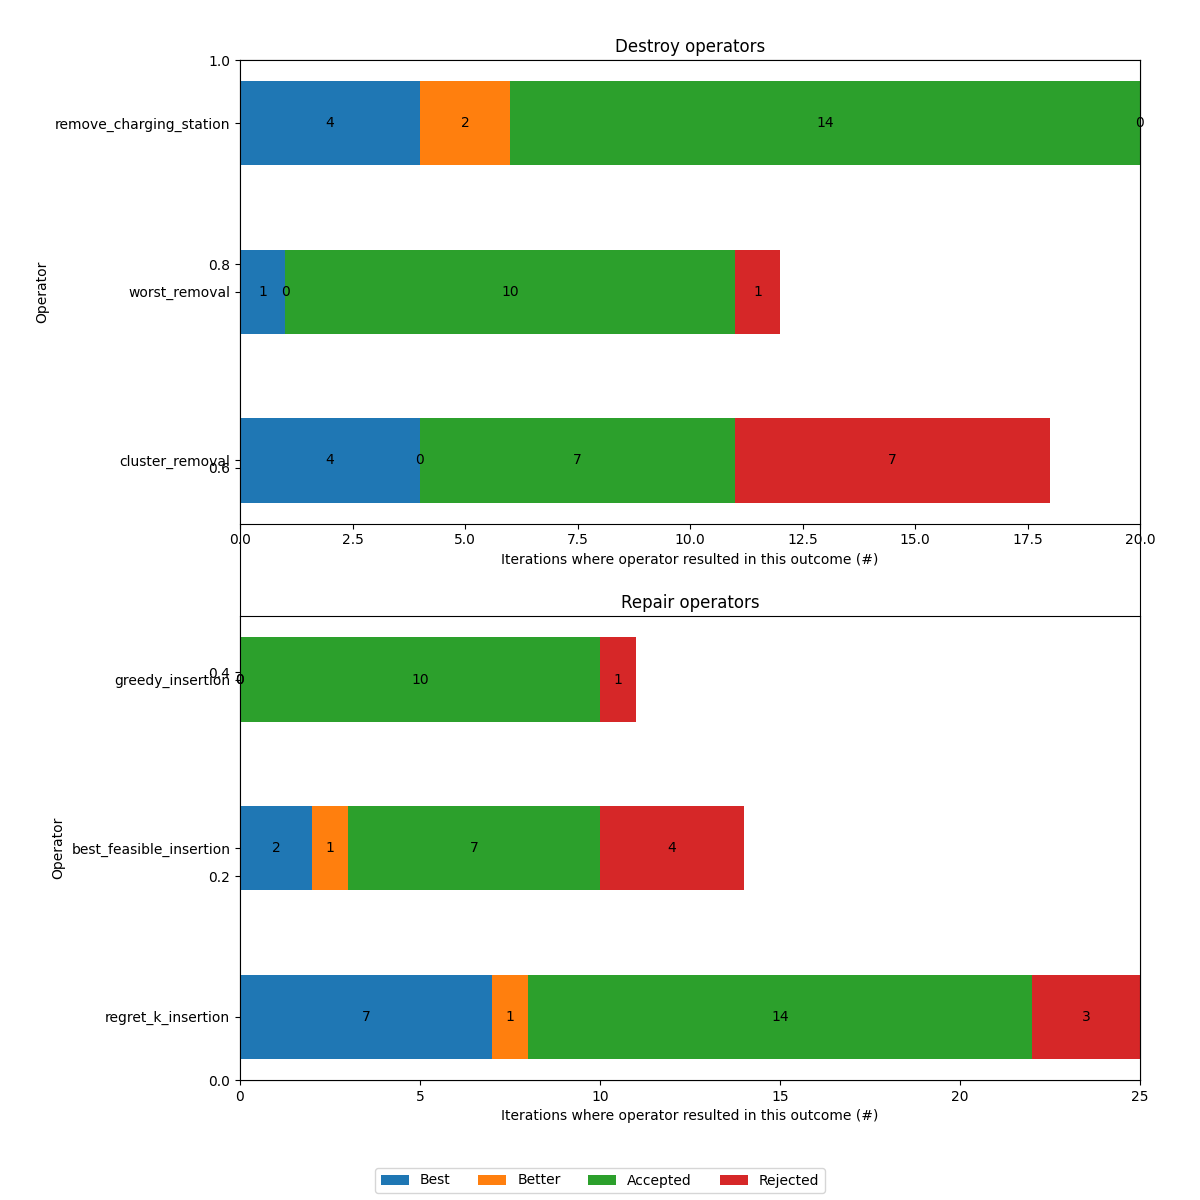 Destroy operators
1.0
remove_charging_station 4 2 14 0
0.8
Operator
worst_removal 1 0 10 1
cluster_removal 4 0 7 7
0.6
0.0 2.5 5.0 7.5 10.0 12.5 15.0 17.5 20.0
Iterations where operator resulted in this outcome (#)
Repair operators
0.4
greedy_insertion 0 10 1
Operator
best_feasible_insertion 2 1 7 4
0.2
regret_k_insertion 7 1 14 3
0.0
0 5 10 15 20 25
Iterations where operator resulted in this outcome (#)
Best Better Accepted Rejected